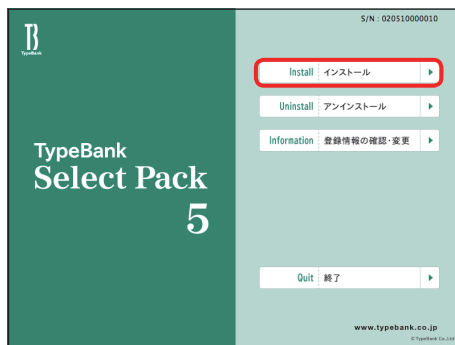 S/N : 020510000010
TB
TypeBank
Install インストール
Uninstall アンインストール
Information 登録情報の確認・変更
TypeBank
Select Pack
5
Quit 終了
www.typebank.co.jp
© TypeBank Co.,Ltd